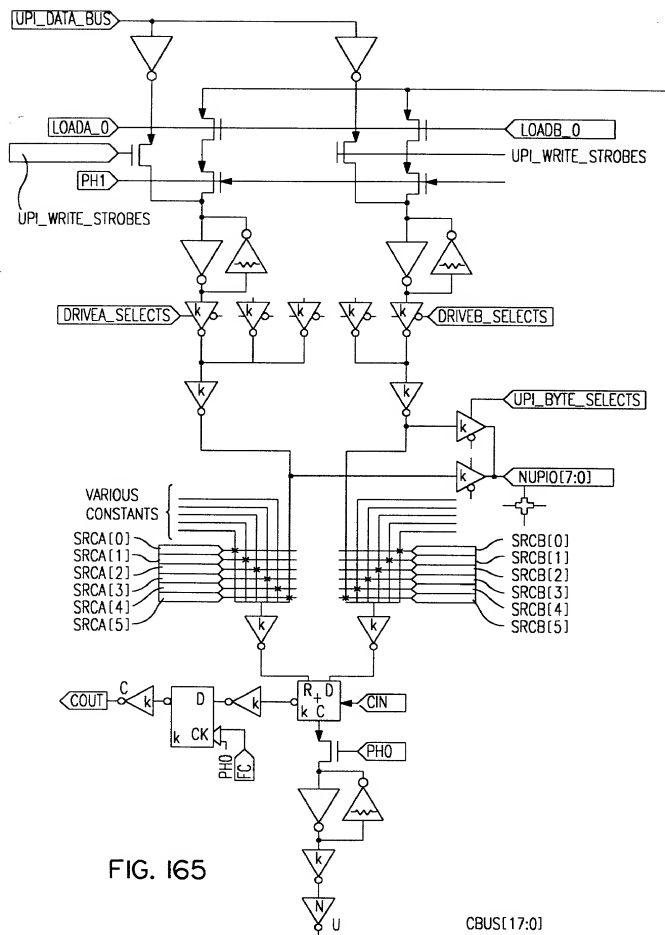 UPI_DATA_BUS
LOADA_0
LOADB_0
UPI_WRITE_STROBES
PH1
UPI_WRITE_STROBES
DRIVEA_SELECTS
k
k
k
k
k
DRIVEB_SELECTS
k
k
UPI_BYTE_SELECTS
k
k
NUPIO[7:0]
VARIOUS
CONSTANTS
SRCA[0]
SRCA[1]
SRCA[2]
SRCA[3]
SRCA[4]
SRCA[5]
SRCB[0]
SRCB[1]
SRCB[2]
SRCB[3]
SRCB[4]
SRCB[5]
k
k
COUT
C
k
D
k
CK
PH0
FC
k
R D
+
k C
CIN
PH0
k
N
U
FIG. 165
CBUS[17:0]